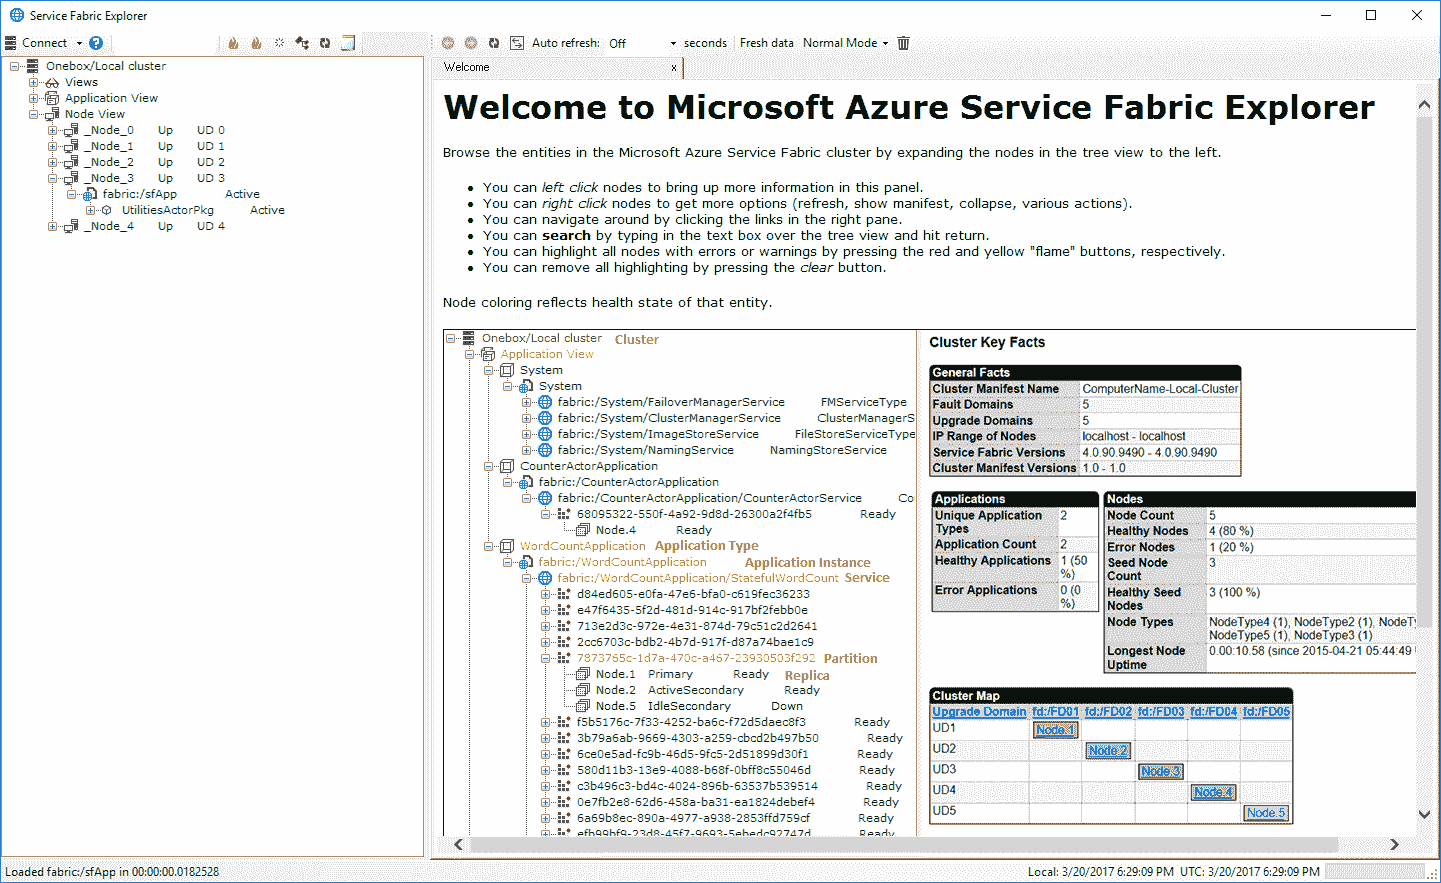 Service Fabric Explorer
Connect
Auto refresh: Off seconds Fresh data Normal Mode
Onebox/Local cluster
Views
Application View
Node View
_Node_0 Up UD 0
_Node_1 Up UD 1
_Node_2 Up UD 2
_Node_3 Up UD 3
fabric:/sfApp Active
UtilitiesActorPkg Active
_Node_4 Up UD 4
Welcome x
Welcome to Microsoft Azure Service Fabric Explorer
Browse the entities in the Microsoft Azure Service Fabric cluster by expanding the nodes in the tree view to the left.
You can left click nodes to bring up more information in this panel.
You can right click nodes to get more options (refresh, show manifest, collapse, various actions).
You can navigate around by clicking the links in the right pane.
You can search by typing in the text box over the tree view and hit return.
You can highlight all nodes with errors or warnings by pressing the red and yellow "flame" buttons, respectively.
You can remove all highlighting by pressing the clear button.
Node coloring reflects health state of that entity.
Onebox/Local cluster Cluster
Application View
System
System
fabric:/System/FailoverManagerService FMServiceType
fabric:/System/ClusterManagerService ClusterManagerS
fabric:/System/ImageStoreService FileStoreServiceType
fabric:/System/NamingService NamingStoreService
CounterActorApplication
fabric:/CounterActorApplication
fabric:/CounterActorApplication/CounterActorService Co
68095322-550f-4a92-9d8d-26300a2f4fb5 Ready
Node.4 Ready
WordCountApplication Application Type
fabric:/WordCountApplication Application Instance
fabric:/WordCountApplication/StatefulWordCount Service
d84ed605-e0fa-47e6-bfa0-c619fec36233
e47f6435-5f2d-481d-914c-917bf2febb0e
713e2d3c-972e-4e31-874d-79c51c2d2641
2cc6703c-bdb2-4b7d-917f-d87a74bae1c9
7873765c-1d7a-470c-a467-23930503f292 Partition
Node.1 Primary Ready Replica
Node.2 ActiveSecondary Ready
Node.5 IdleSecondary Down
f5b5176c-7f33-4252-ba6c-f72d5daec8f3 Ready
3b79a6ab-9669-4303-a259-cbcd2b497b50 Ready
6ce0e5ad-fc9b-46d5-9fc5-2d51899d30f1 Ready
580d11b3-13e9-4088-b68f-0bff8c55046d Ready
c3b496c3-bd4c-4024-896b-63537b539514 Ready
0e7fb2e8-62d6-458a-ba31-ea1824debef4 Ready
6a69b8ec-890a-4977-a938-2853ffd759cf Ready
efb99bf9-23d8-45f7-9693-5ebedc92747d Ready
Cluster Key Facts
General Facts
Cluster Manifest Name ComputerName-Local-Cluster
Fault Domains 5
Upgrade Domains 5
IP Range of Nodes localhost - localhost
Service Fabric Versions 4.0.90.9490 - 4.0.90.9490
Cluster Manifest Versions 1.0 - 1.0
Applications
Unique Application 2
Types
Application Count 2
Healthy Applications 1 (50
%)
Error Applications 0 (0
%)
Nodes
Node Count 5
Healthy Nodes 4 (80 %)
Error Nodes 1 (20 %)
Seed Node 3
Count
Healthy Seed 3 (100 %)
Nodes
Node Types NodeType4 (1), NodeType2 (1), NodeTy
NodeType5 (1), NodeType3 (1)
Longest Node 0.00:10.58 (since 2015-04-21 05:44:49
Uptime
Cluster Map
Upgrade Domain fd:/FD01 fd:/FD02 fd:/FD03 fd:/FD04 fd:/FD05
UD1 Node.1
UD2 Node.2
UD3 Node.3
UD4 Node.4
UD5 Node.5
Loaded fabric:/sfApp in 00:00:00.0182528
Local: 3/20/2017 6:29:09 PM UTC: 3/20/2017 6:29:09 PM